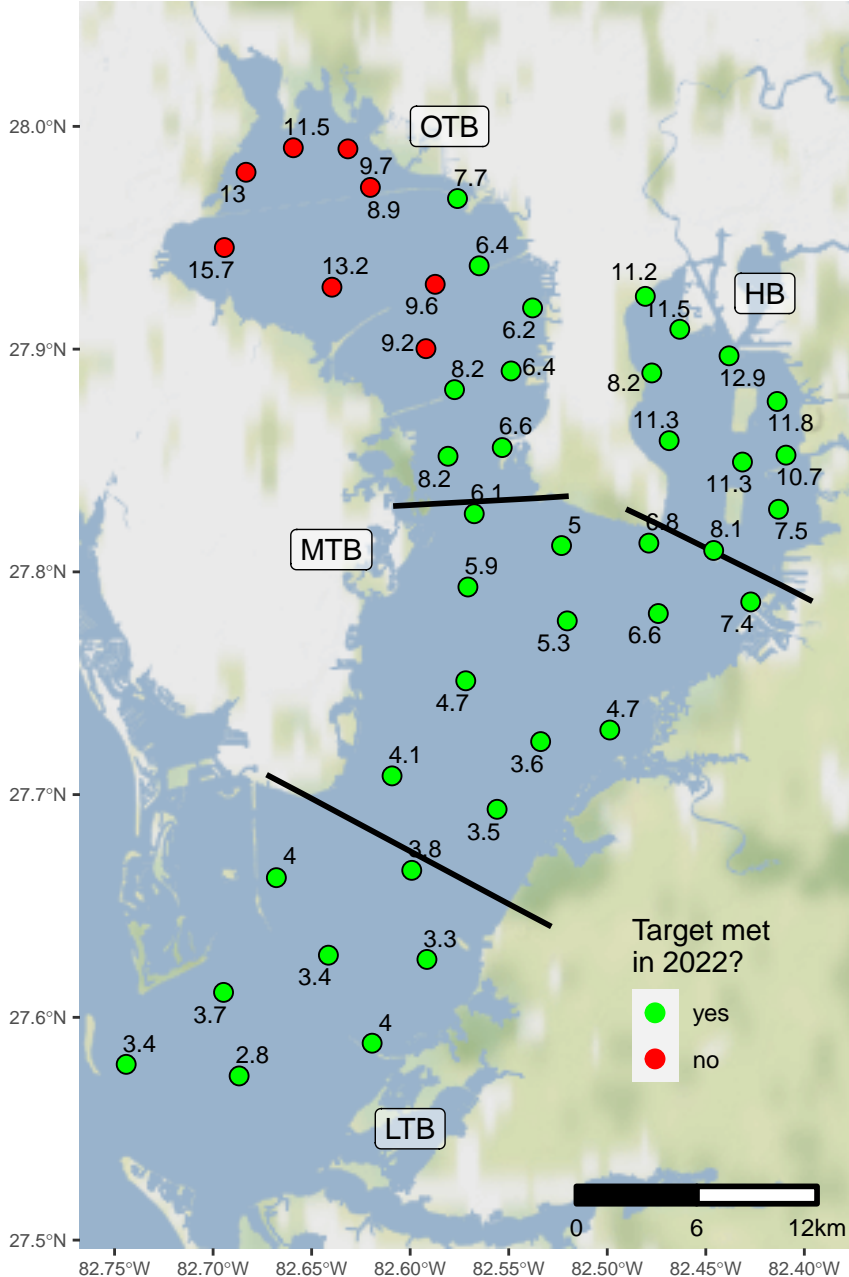 28.0°N
11.5
OTB
9.7
13
8.9
7.7
15.7
13.2
6.4
9.6
11.2
HB
11.5
6.2
27.9°N
9.2
8.2
6.4
8.2
12.9
11.8
6.6
11.3
8.2
11.3
10.7
6.1
MTB
5
6.8
8.1
7.5
27.8°N
5.9
5.3
6.6
7.4
4.7
4.7
4.1
3.6
27.7°N
3.5
4
3.8
3.4
3.3
Target met
in 2022?
3.7
yes
27.6°N
3.4
2.8
4
no
LTB
0 6 12km
27.5°N
82.75°W 82.70°W 82.65°W 82.60°W 82.55°W 82.50°W 82.45°W 82.40°W